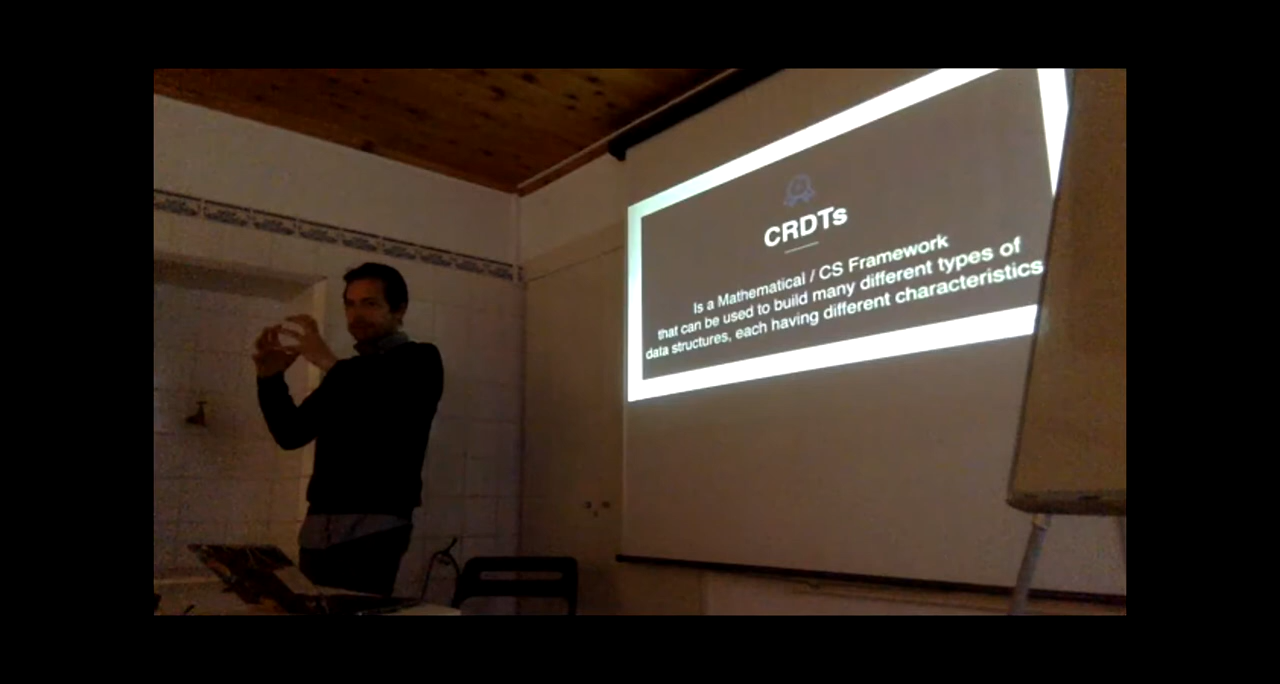 CRDTs
Is a Mathematical / CS Framework
that can be used to build many different types of
data structures, each having different characteristics